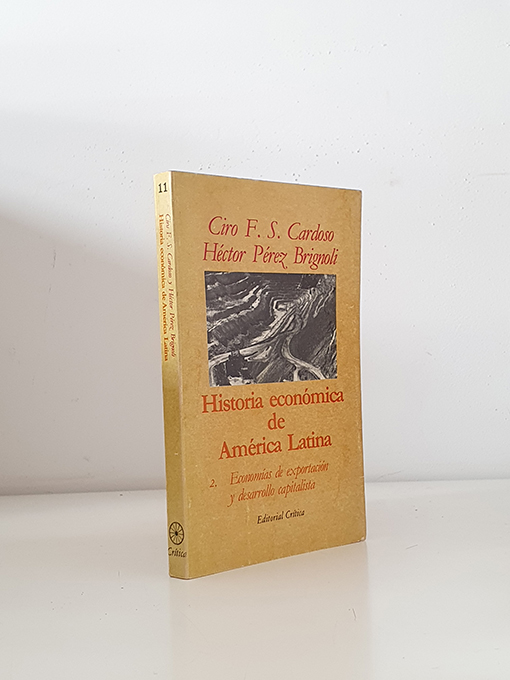 11
Ciro F. S. Cardoso y Héctor Pérez Brignoli
Historia económica de América Latina
Crítica
Ciro F. S. Cardoso
Héctor Pérez Brignoli
Historia económica
de
América Latina
2. Economías de exportación
y desarrollo capitalista
Editorial Crítica